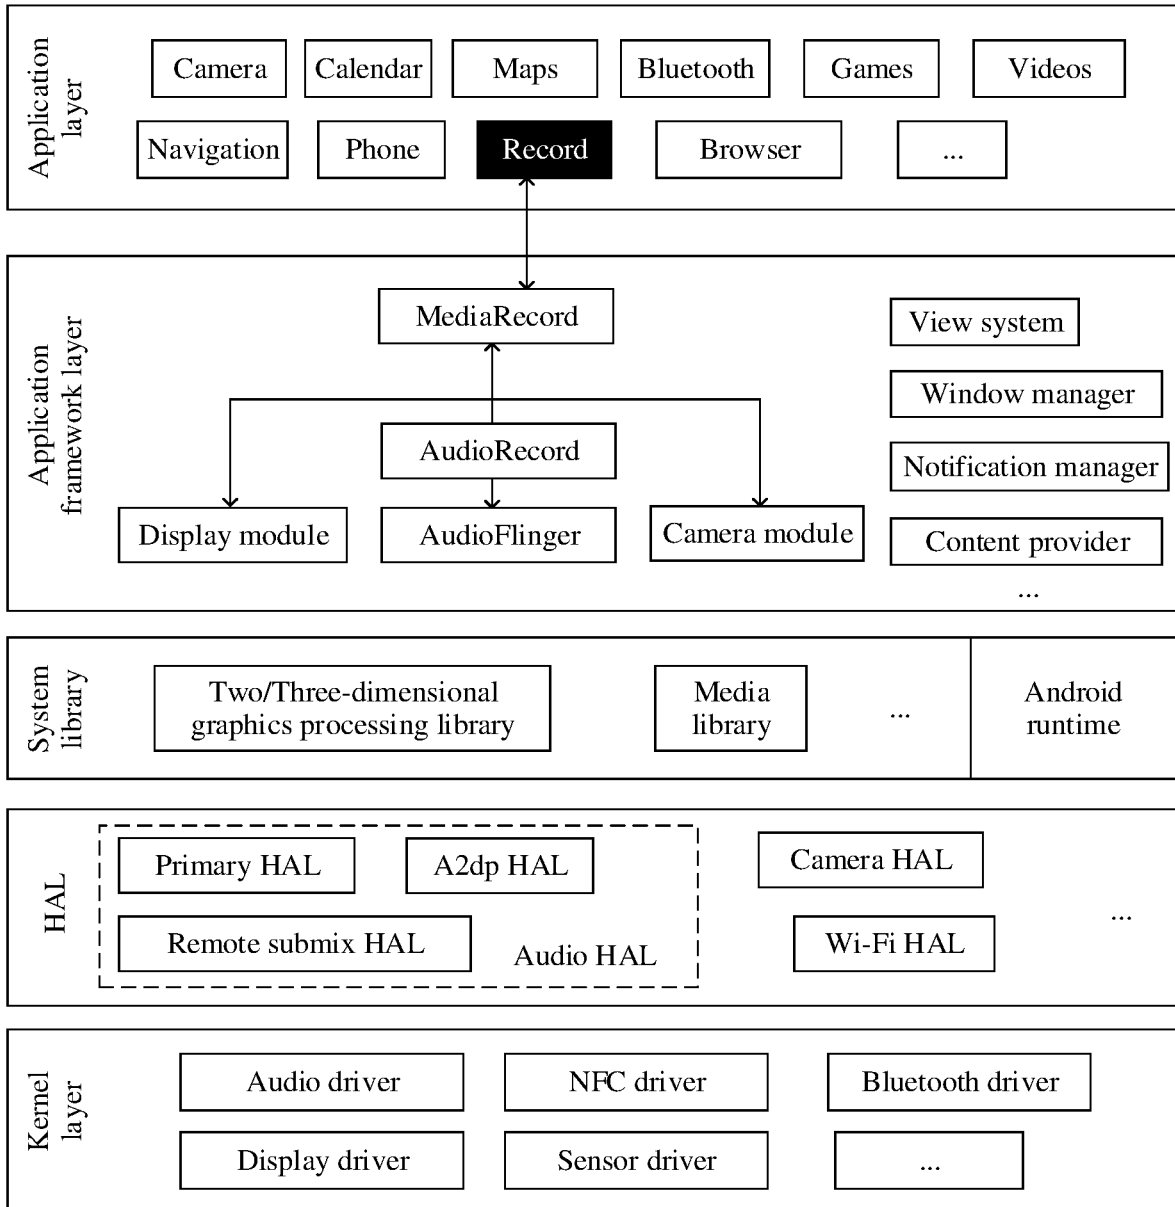 Application
layer
Camera
Calendar
Maps
Bluetooth
Games
Videos
Navigation
Phone
Record
Browser
...
Application
framework layer
MediaRecord
AudioRecord
Display module
AudioFlinger
Camera module
View system
Window manager
Notification manager
Content provider
...
System
library
Two/Three-dimensional
graphics processing library
Media
library
...
Android
runtime
HAL
Primary HAL
A2dp HAL
Remote submix HAL
Audio HAL
Camera HAL
Wi-Fi HAL
...
Kernel
layer
Audio driver
NFC driver
Bluetooth driver
Display driver
Sensor driver
...